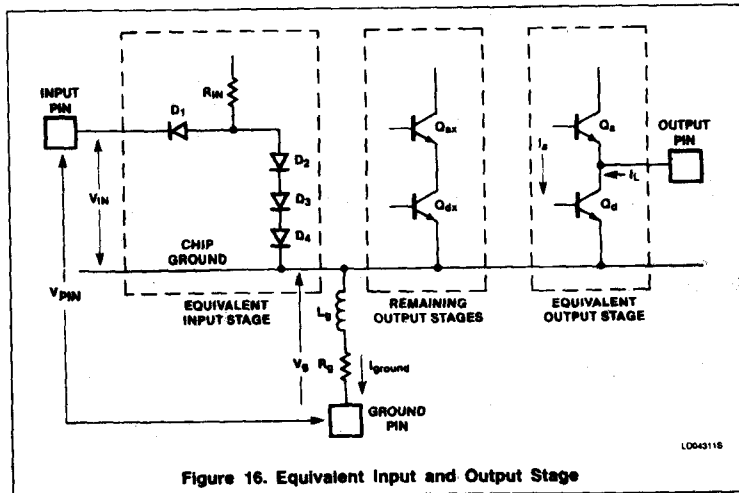 INPUT
PIN
D1
RIN
D2
D3
D4
VIN
VPIN
CHIP
GROUND
EQUIVALENT
INPUT STAGE
Qax
Qdx
REMAINING
OUTPUT STAGES
Qa
Is
IL
Qd
OUTPUT
PIN
EQUIVALENT
OUTPUT STAGE
Lg
Vg
Rg
Iground
GROUND
PIN
LD04311S
Figure 16. Equivalent Input and Output Stage